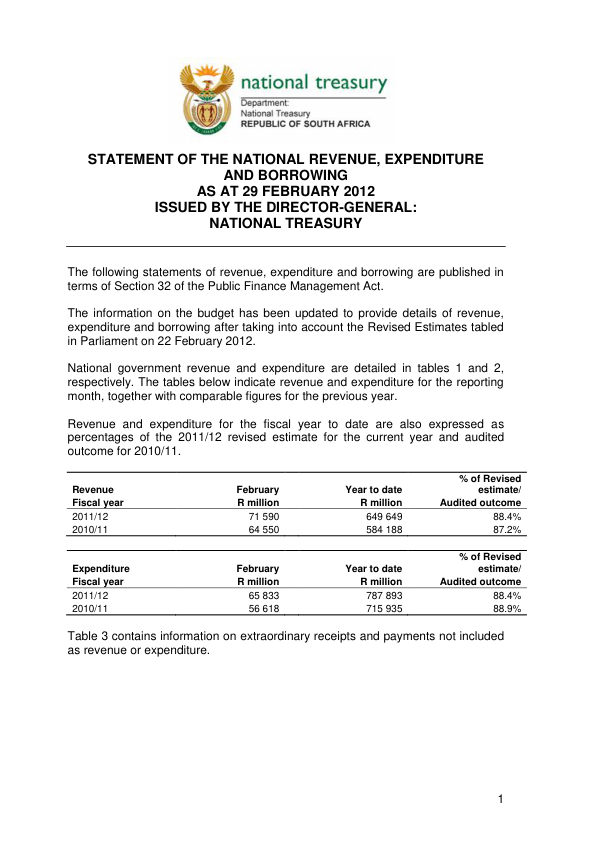 national treasury
Department:
National Treasury
REPUBLIC OF SOUTH AFRICA
STATEMENT OF THE NATIONAL REVENUE, EXPENDITURE
AND BORROWING
AS AT 29 FEBRUARY 2012
ISSUED BY THE DIRECTOR-GENERAL:
NATIONAL TREASURY
The following statements of revenue, expenditure and borrowing are published in
terms of Section 32 of the Public Finance Management Act.
The information on the budget has been updated to provide details of revenue,
expenditure and borrowing after taking into account the Revised Estimates tabled
in Parliament on 22 February 2012.
National government revenue and expenditure are detailed in tables 1 and 2,
respectively. The tables below indicate revenue and expenditure for the reporting
month, together with comparable figures for the previous year.
Revenue and expenditure for the fiscal year to date are also expressed as
percentages of the 2011/12 revised estimate for the current year and audited
outcome for 2010/11.
% of Revised
Revenue February Year to date estimate/
Fiscal year R million R million Audited outcome
2011/12 71 590 649 649 88.4%
2010/11 64 550 584 188 87.2%
% of Revised
Expenditure February Year to date estimate/
Fiscal year R million R million Audited outcome
2011/12 65 833 787 893 88.4%
2010/11 56 618 715 935 88.9%
Table 3 contains information on extraordinary receipts and payments not included
as revenue or expenditure.
1